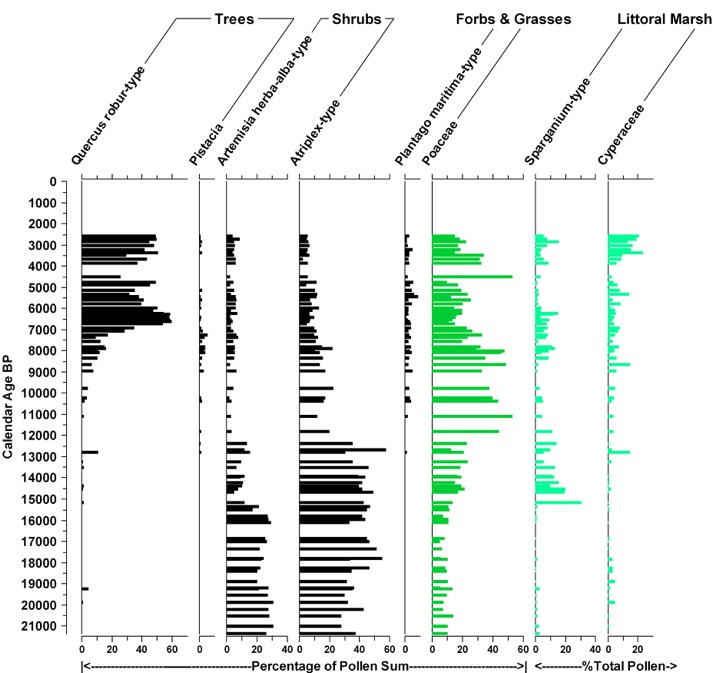 Trees Shrubs Forbs & Grasses Littoral Marsh
Quercus robur-type
Pistacia
Artemisia herba-alba-type
Atriplex-type
Plantago maritima-type
Poaceae
Sparganium-type
Cyperaceae
0 0 20 40 60 0 0 20 40 0 20 40 60 0 0 20 40 60 0 20 40 0 20
1000
2000
3000
4000
5000
6000
7000
8000
9000
10000
11000
12000
13000
14000
15000
16000
17000
18000
19000
20000
21000
Calendar Age BP
|<-----------------------Percentage of Pollen Sum----------------------->| <---------%Total Pollen->